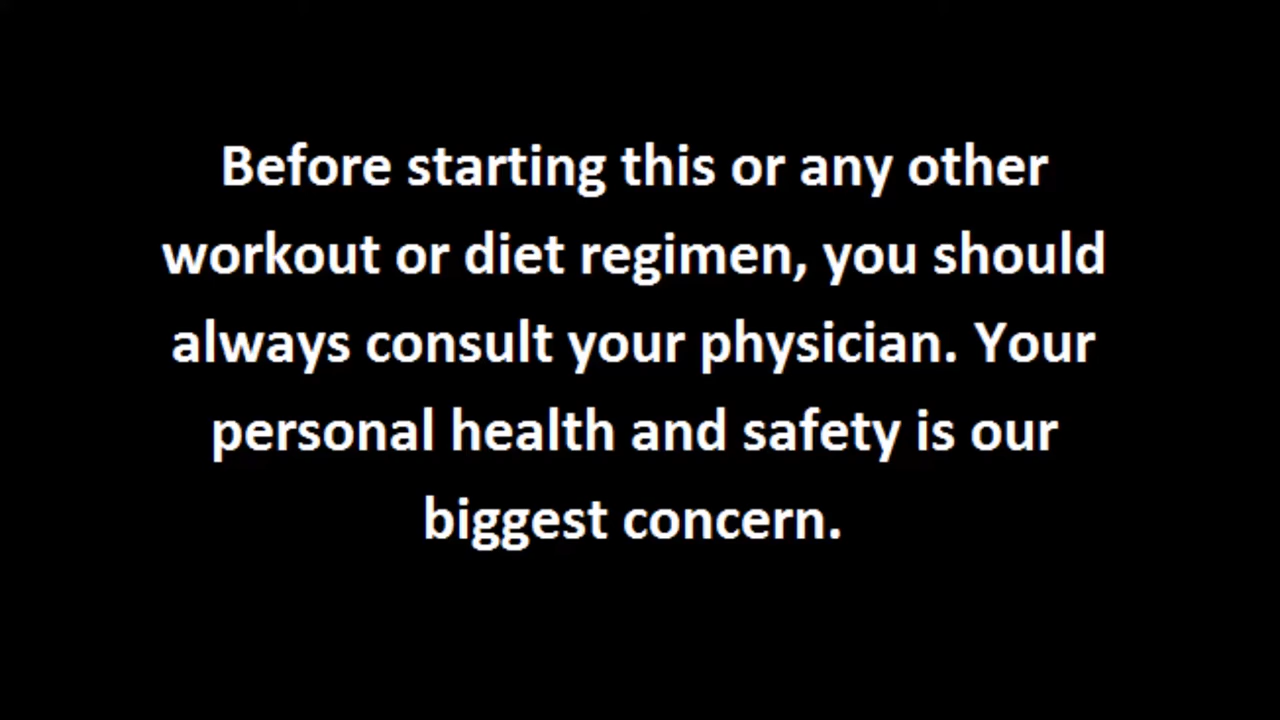 Before starting this or any other
workout or diet regimen, you should
always consult your physician. Your
personal health and safety is our
biggest concern.